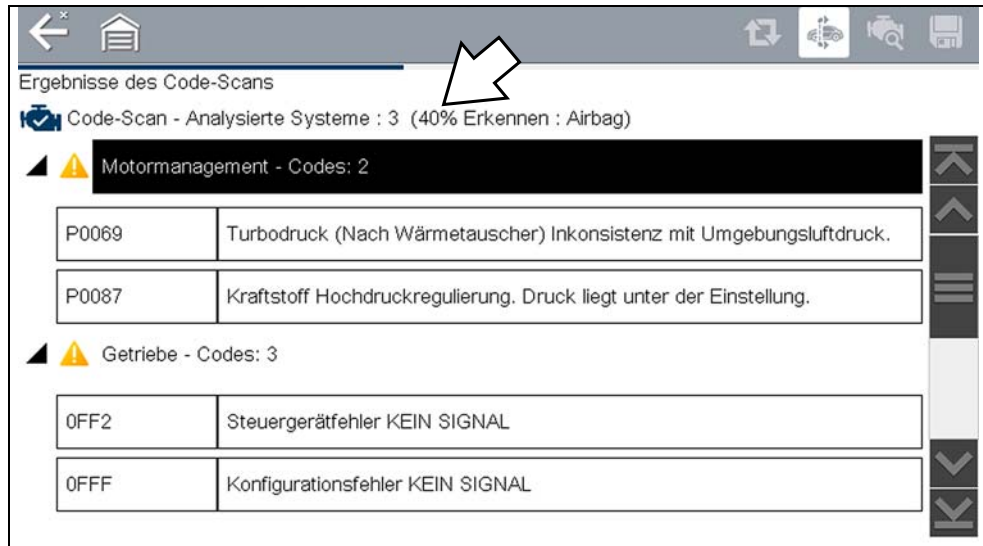 Ergebnisse des Code-Scans
Code-Scan - Analysierte Systeme : 3 (40% Erkennen : Airbag)
Motormanagement - Codes: 2
P0069 Turbodruck (Nach Wärmetauscher) Inkonsistenz mit Umgebungsluftdruck.
P0087 Kraftstoff Hochdruckregulierung. Druck liegt unter der Einstellung.
Getriebe - Codes: 3
0FF2 Steuergerätfehler KEIN SIGNAL
0FFF Konfigurationsfehler KEIN SIGNAL